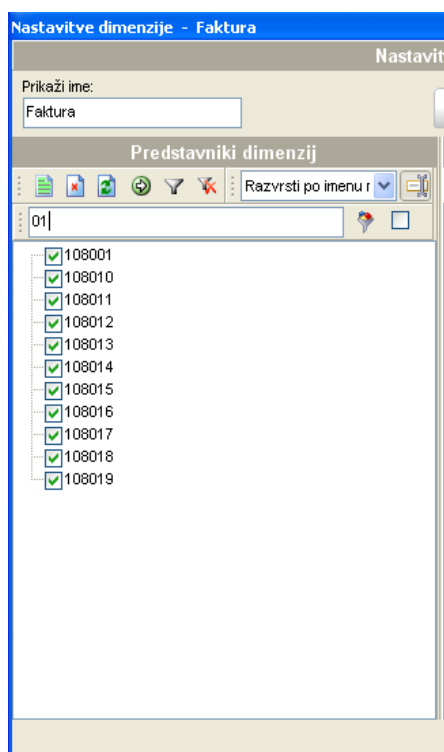 Nastavitve dimenzije - Faktura
Nastavit
Prikaži ime:
Faktura
Predstavniki dimenzij
Razvrsti po imenu r
01
108001
108010
108011
108012
108013
108014
108015
108016
108017
108018
108019